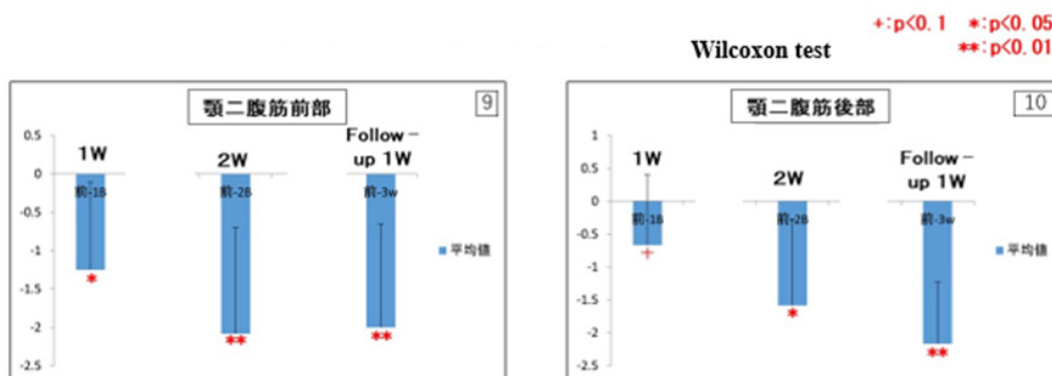 +:p<0.1 *:p<0.05
Wilcoxon test
**:p<0.01
顎二腹筋前部
9
0.5
0
-0.5
-1
-1.5
-2
-2.5
1W
2W
Follow-
up 1W
前-1B
前-2B
前-3w
*
**
**
平均値
顎二腹筋後部
10
1
0.5
0
-0.5
-1
-1.5
-2
-2.5
1W
2W
Follow-
up 1W
前-1B
前-2B
前-3w
+
*
**
平均値